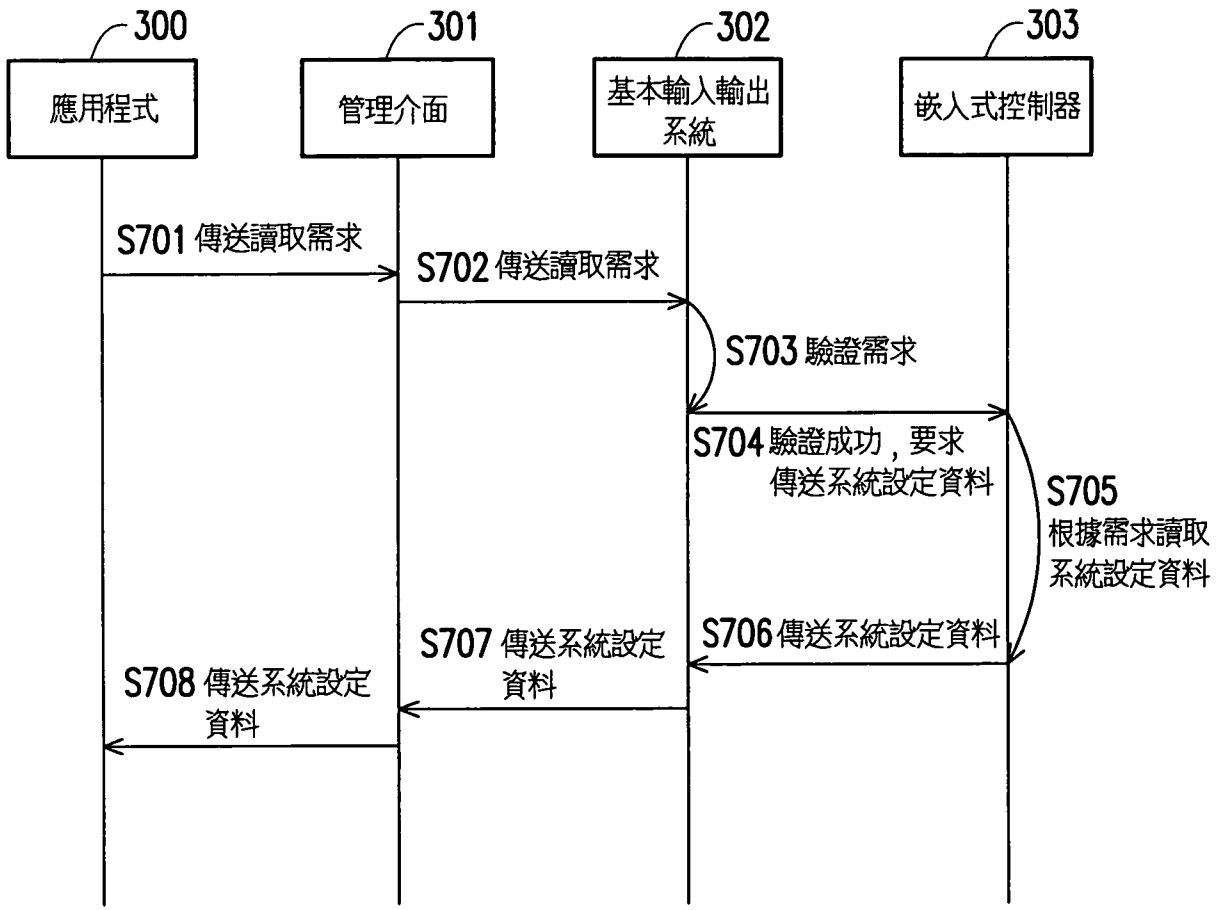 300
301
302
303
應用程式
管理介面
基本輸入輸出
系統
嵌入式控制器
S701 傳送讀取需求
S702 傳送讀取需求
S703 驗證需求
S704 驗證成功,要求
傳送系統設定資料
S705
根據需求讀取
系統設定資料
S706 傳送系統設定資料
S707 傳送系統設定
資料
S708 傳送系統設定
資料